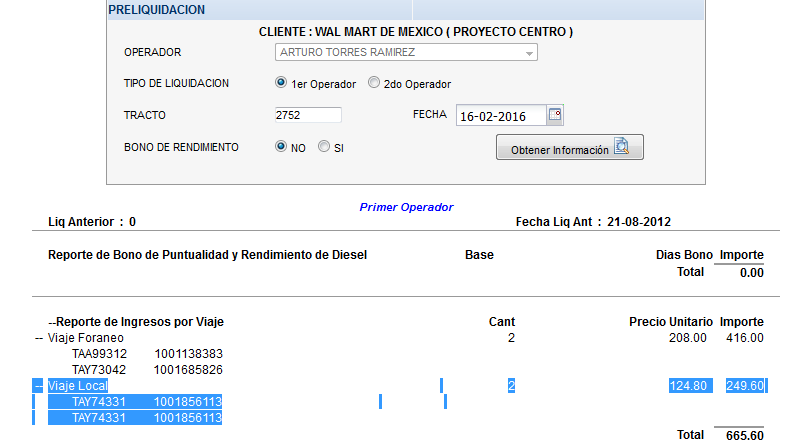 PRELIQUIDACION
CLIENTE : WAL MART DE MEXICO ( PROYECTO CENTRO )
OPERADOR ARTURO TORRES RAMIREZ
TIPO DE LIQUIDACION 1er Operador 2do Operador
TRACTO 2752 FECHA 16-02-2016
BONO DE RENDIMIENTO NO SI Obtener Información
Primer Operador
Liq Anterior : 0 Fecha Liq Ant : 21-08-2012
Reporte de Bono de Puntualidad y Rendimiento de Diesel Base Dias Bono Importe
Total 0.00
--Reporte de Ingresos por Viaje Cant Precio Unitario Importe
-- Viaje Foraneo 2 208.00 416.00
TAA99312 1001138383
TAY73042 1001685826
-- Viaje Local 2 124.80 249.60
TAY74331 1001856113
TAY74331 1001856113
Total 665.60